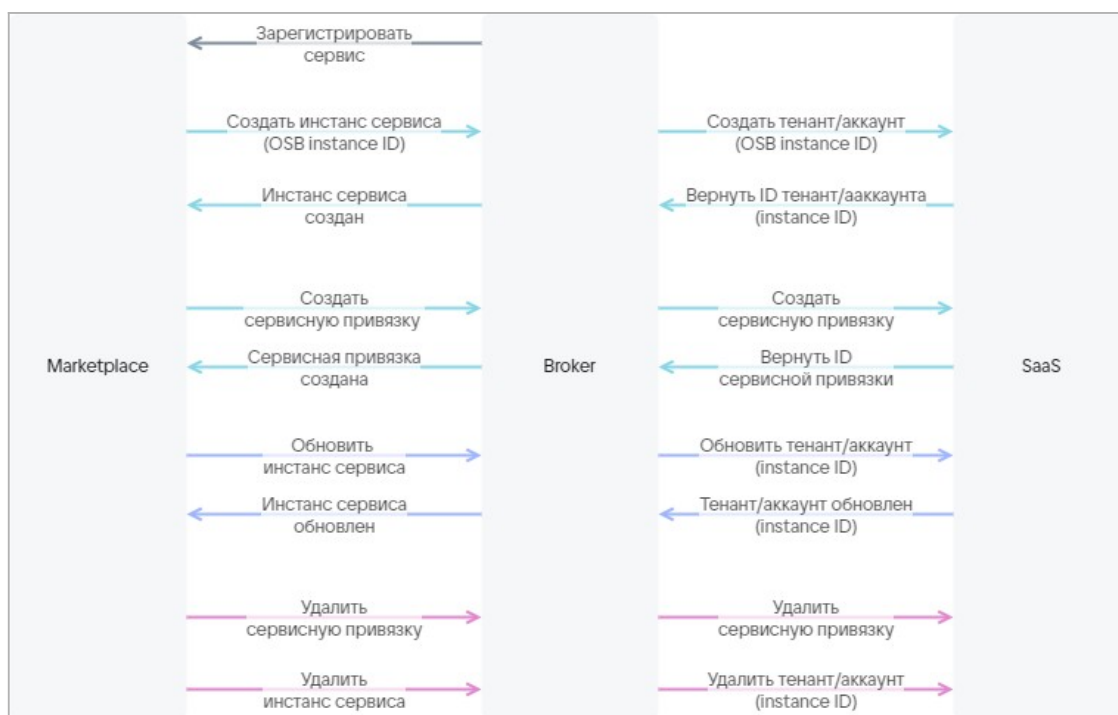 Зарегистрировать
сервис
Создать инстанс сервиса
(OSB instance ID)
Создать тенант/аккаунт
(OSB instance ID)
Инстанс сервиса
создан
Вернуть ID тенант/ааккаунта
(instance ID)
Создать
сервисную привязку
Создать
сервисную привязку
Marketplace
Сервисная привязка
создана
Broker
Вернуть ID
сервисной привязки
SaaS
Обновить
инстанс сервиса
Обновить тенант/аккаунт
(instance ID)
Инстанс сервиса
обновлен
Тенант/аккаунт обновлен
(instance ID)
Удалить
сервисную привязку
Удалить
сервисную привязку
Удалить
инстанс сервиса
Удалить тенант/аккаунт
(instance ID)